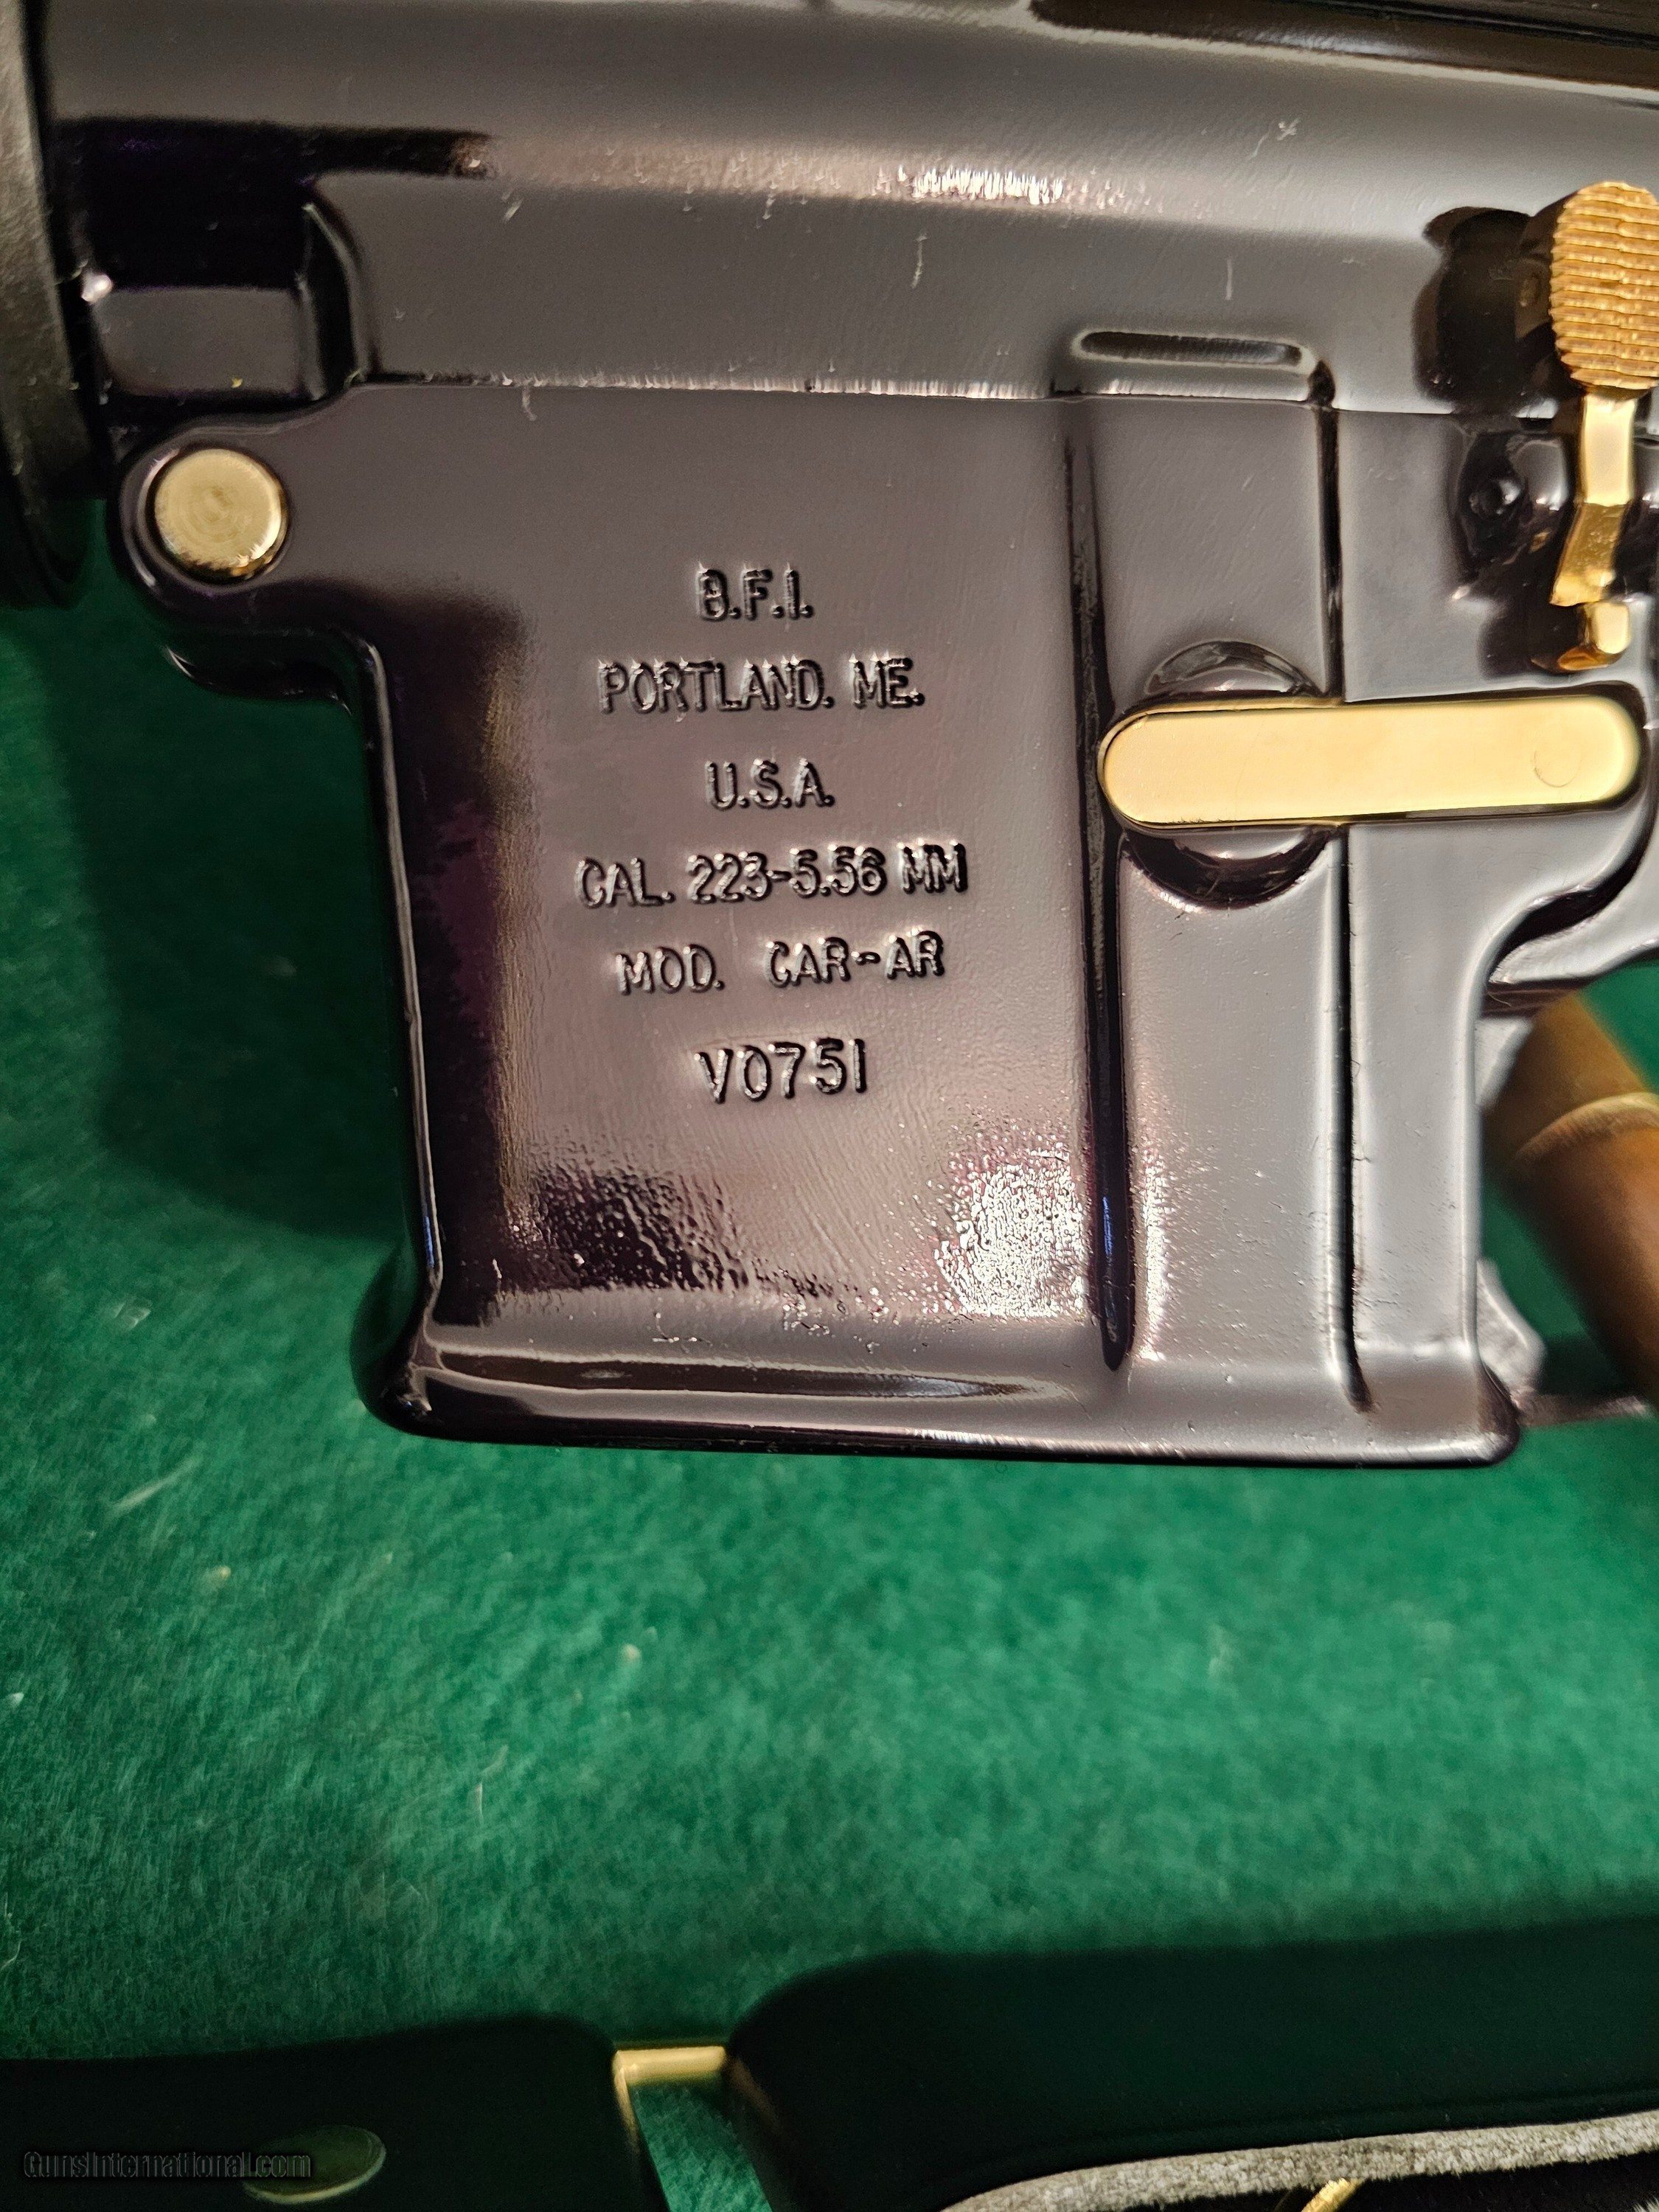 B.F.I.
PORTLAND. ME.
U.S.A.
CAL. 223-5.56 MM
MOD. CAR-AR
V0751
GunsInternational.com